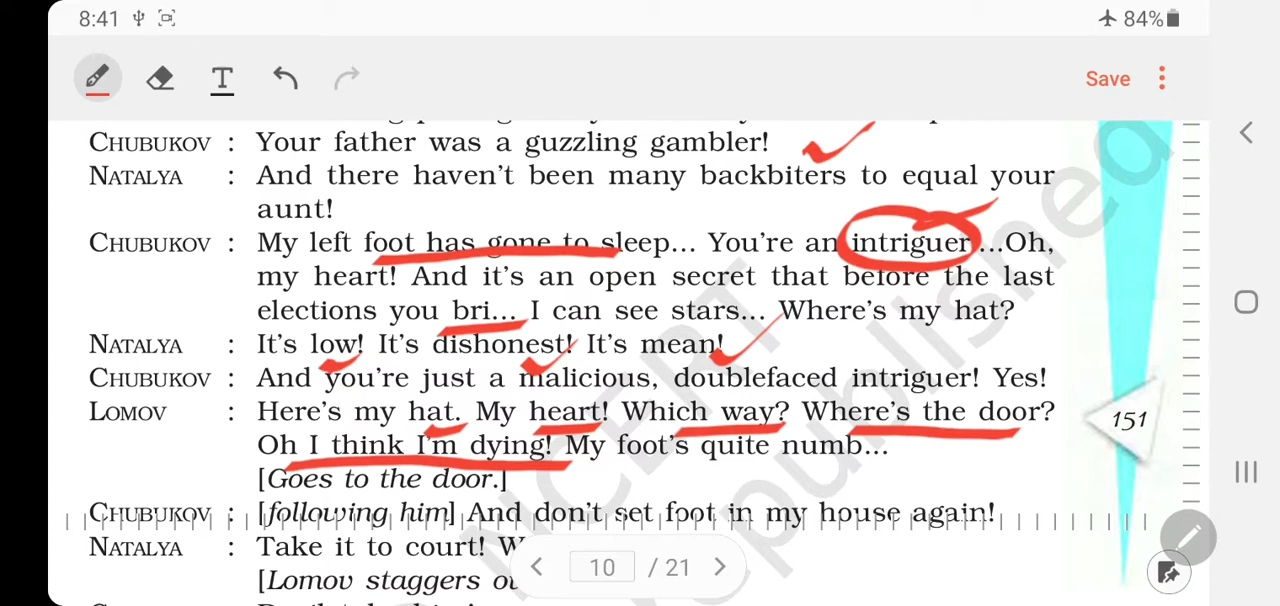 8:41 84%
T Save
CHUBUKOV : Your father was a guzzling gambler!
NATALYA : And there haven't been many backbiters to equal your
aunt!
CHUBUKOV : My left foot has gone to sleep... You're an intriguer...Oh,
my heart! And it's an open secret that before the last
elections you bri... I can see stars... Where's my hat?
NATALYA : It's low! It's dishonest! It's mean!
CHUBUKOV : And you're just a malicious, doublefaced intriguer! Yes!
LOMOV : Here's my hat. My heart! Which way? Where's the door?
Oh I think I'm dying! My foot's quite numb...
[Goes to the door.]
CHUBUKOV : [following him] And don't set foot in my house again!
NATALYA : Take it to court!
[Lomov staggers
151
10 / 21
NCERT
published